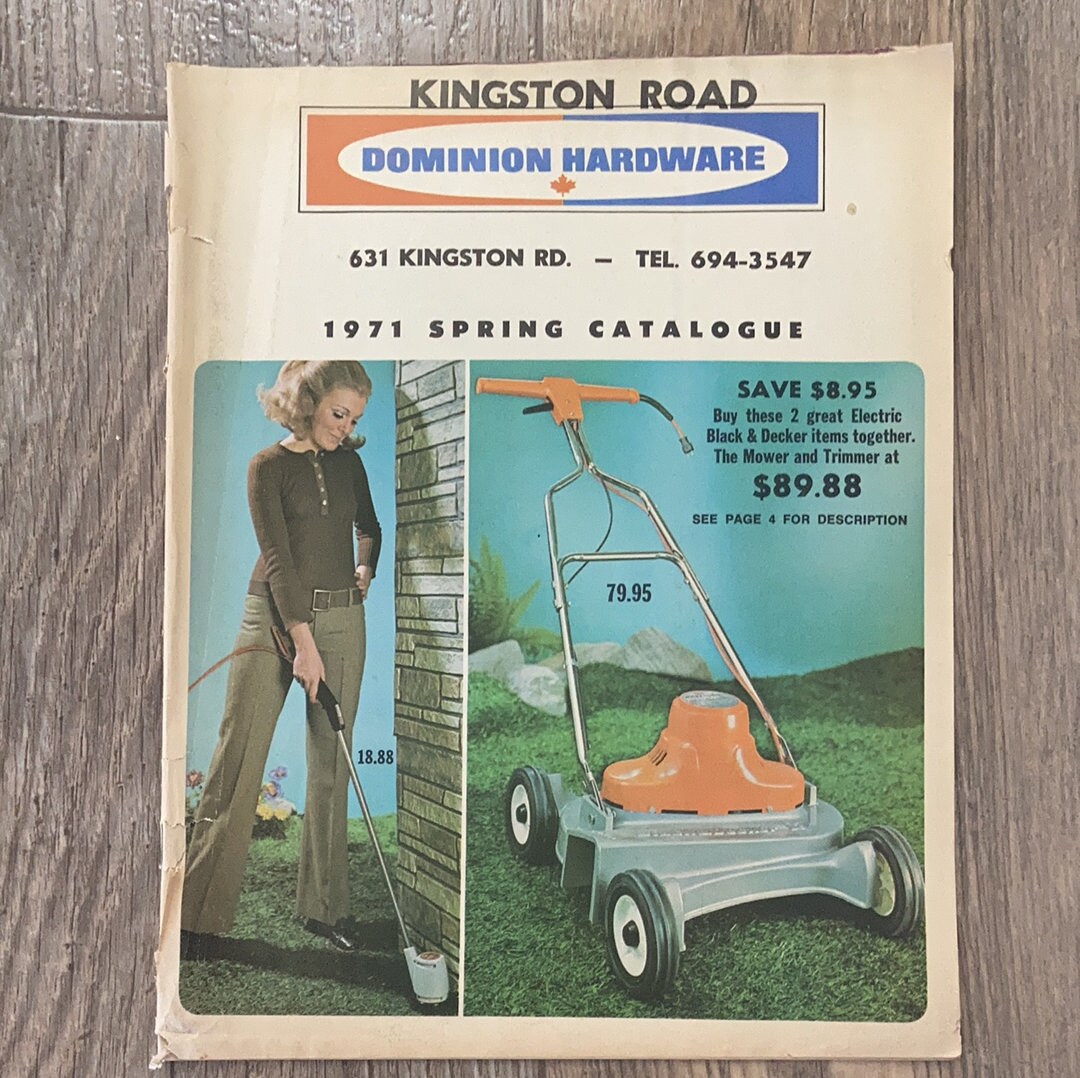 KINGSTON ROAD
DOMINION HARDWARE
631 KINGSTON RD. — TEL. 694-3547
1971 SPRING CATALOGUE
SAVE $8.95
Buy these 2 great Electric
Black & Decker items together.
The Mower and Trimmer at
$89.88
SEE PAGE 4 FOR DESCRIPTION
79.95
18.88